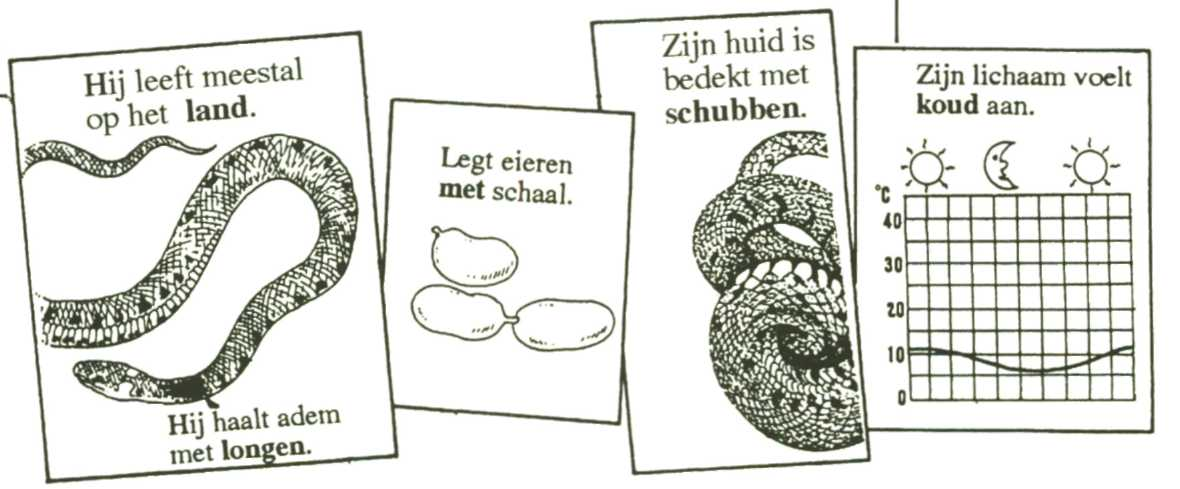 Hij leeft meestal
op het land.
Hij haalt adem
met longen.
Legt eieren
met schaal.
Zijn huid is
bedekt met
schubben.
Zijn lichaam voelt
koud aan.
°C
40
30
20
10
0